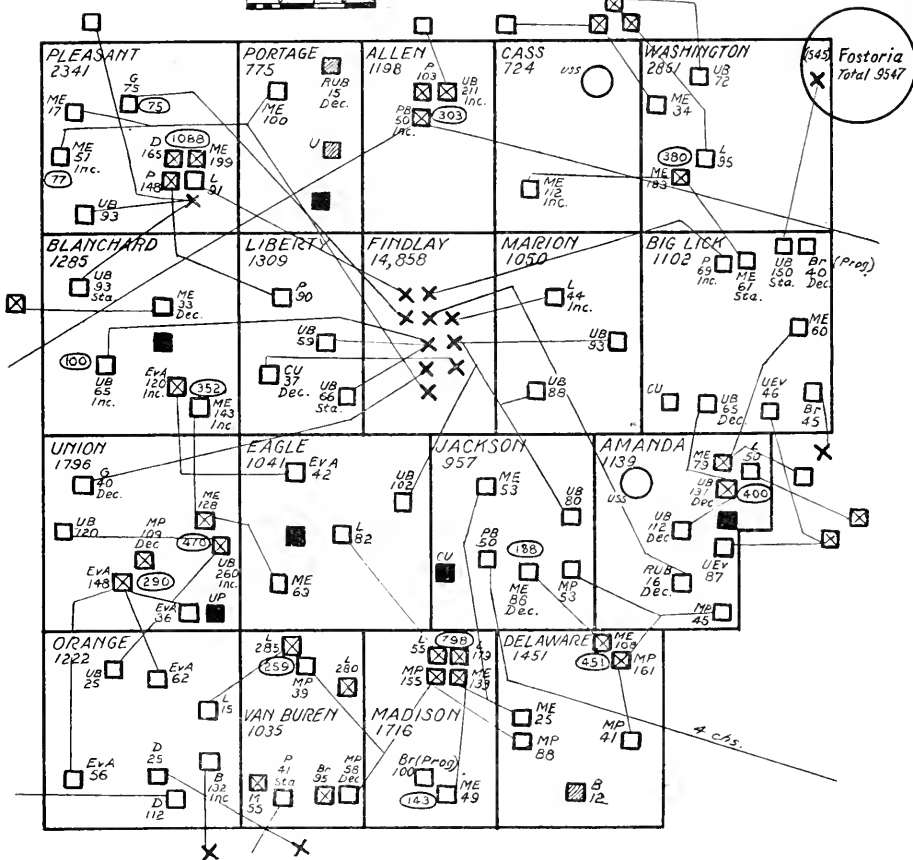 PLEASANT
2341
G
75
(75)
ME
17
ME
51
Inc.
(77)
D
165
(1088)
ME
199
P
148
L
91
UB
93
PORTAGE
775
RUB
15
Dec.
ME
100
U
ALLEN
1198
P
103
UB
211
Inc.
PB
50
Inc.
(303)
CASS
724
USS
ME
112
Inc.
WASHINGTON
2861
UB
72
ME
34
L
95
(380)
ME
183
(545)
Fostoria
Total 9547
BLANCHARD
1285
UB
93
Sta.
ME
33
Dec.
(100)
UB
65
Inc.
EvA
120
Inc.
(352)
ME
143
Inc
LIBERTY
1309
P
90
UB
59
CU
37
Dec.
UB
66
Sta.
FINDLAY
14,858
MARION
1050
L
44
Inc.
UB
93
UB
88
BIG LICK
1102
P
69
Inc.
ME
61
Sta.
UB
150
Sta.
Br
40
Dec.
(Prog)
ME
60
CU
UB
65
Dec.
UEv
46
Br
45
UNION
1796
G
40
Dec.
UB
120
MP
109
Dec
ME
128
(470)
UB
260
Inc.
EvA
148
(290)
EvA
36
UP
EAGLE
1041
EvA
42
UB
102
L
82
ME
63
JACKSON
957
ME
53
UB
80
PB
50
CU
(188)
ME
86
Dec.
MP
53
AMANDA
1139
USS
ME
79
L
50
UB
131
Dec
(400)
UB
112
Dec
UEv
87
RUB
16
Dec.
MP
45
ORANGE
1222
UB
25
EvA
62
L
15
EvA
56
D
25
D
112
B
132
Inc
L
285
(259)
MP
39
L
280
VAN BUREN
1035
M
55
P
41
Sta
Br
95
MP
58
Dec
L
55
(798)
L
179
MP
155
ME
133
MADISON
1716
Br(Prog)
100
(143)
ME
49
DELAWARE
1451
ME
108
(451)
MP
161
ME
25
MP
88
MP
41
B
12
4 chs.